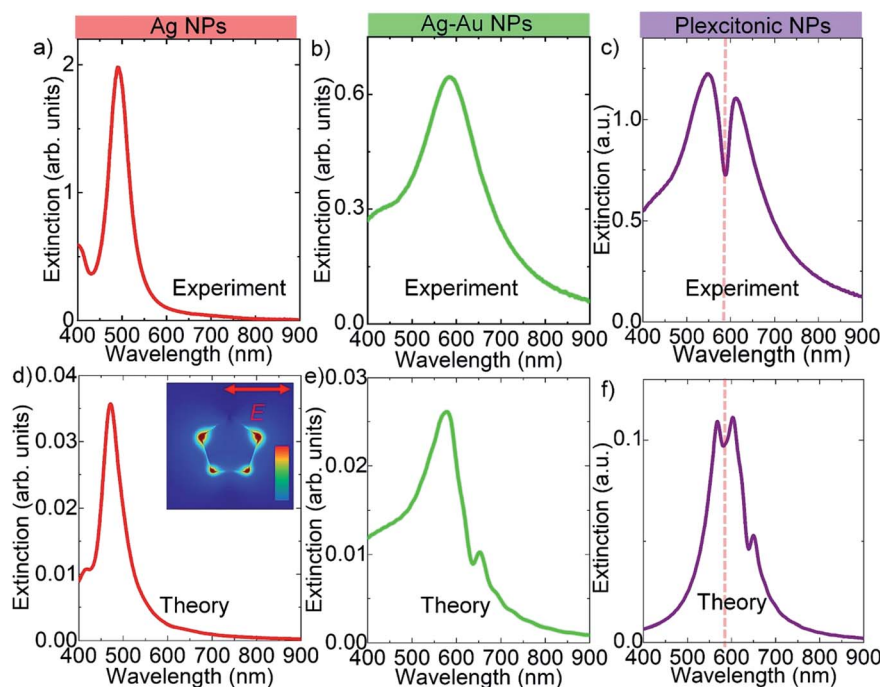 Ag NPs
Ag-Au NPs
Plexcitonic NPs
a)
Extinction (arb. units)
2
1
0
Experiment
400 500 600 700 800 900
Wavelength (nm)
b)
Extinction (arb. units)
0.6
0.3
0.0
Experiment
400 500 600 700 800 900
Wavelength (nm)
c)
Extinction (a.u.)
1.0
0.5
0.0
Experiment
400 500 600 700 800 900
Wavelength (nm)
d)
Extinction (arb. units)
0.04
0.03
0.02
0.01
0.00
E
Theory
400 500 600 700 800 900
Wavelength (nm)
e)
Extinction (arb. units)
0.03
0.02
0.01
0.00
Theory
400 500 600 700 800 900
Wavelength (nm)
f)
Extinction (a.u.)
0.1
0.0
Theory
400 500 600 700 800 900
Wavelength (nm)